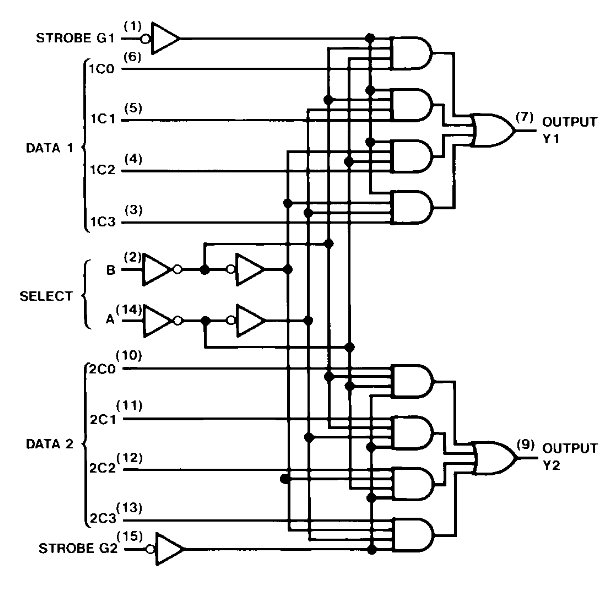 STROBE G1 (1)
1C0 (6)
1C1 (5)
DATA 1
1C2 (4)
1C3 (3)
(7) OUTPUT
Y1
B (2)
SELECT
A (14)
2C0 (10)
2C1 (11)
DATA 2
2C2 (12)
2C3 (13)
STROBE G2 (15)
(9) OUTPUT
Y2